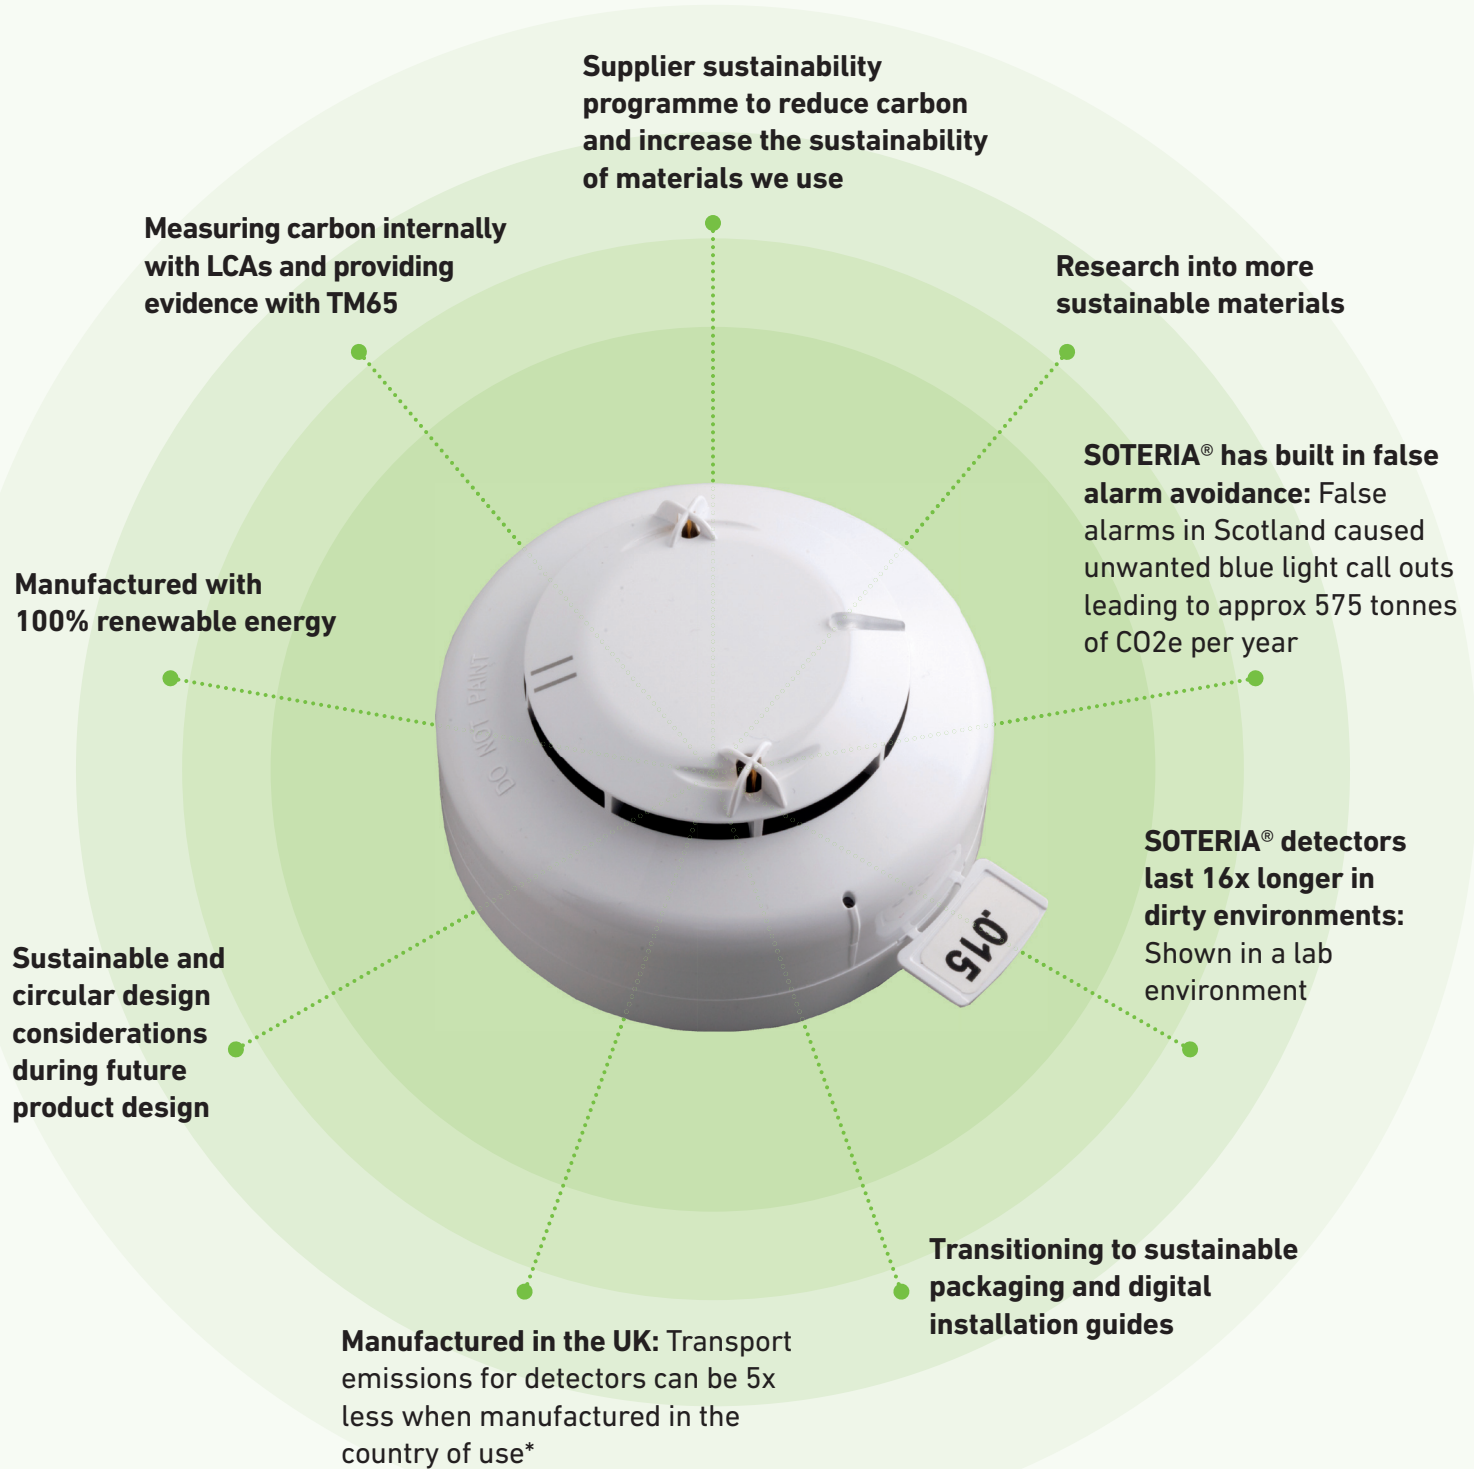 Supplier sustainability
programme to reduce carbon
and increase the sustainability
of materials we use
Measuring carbon internally
with LCAs and providing
evidence with TM65
Research into more
sustainable materials
SOTERIA® has built in false
alarm avoidance: False
alarms in Scotland caused
unwanted blue light call outs
leading to approx 575 tonnes
of CO2e per year
Manufactured with
100% renewable energy
DO NOT PAINT
SOTERIA® detectors
last 16x longer in
dirty environments:
Shown in a lab
environment
.015
Sustainable and
circular design
considerations
during future
product design
Transitioning to sustainable
packaging and digital
installation guides
Manufactured in the UK: Transport
emissions for detectors can be 5x
less when manufactured in the
country of use*